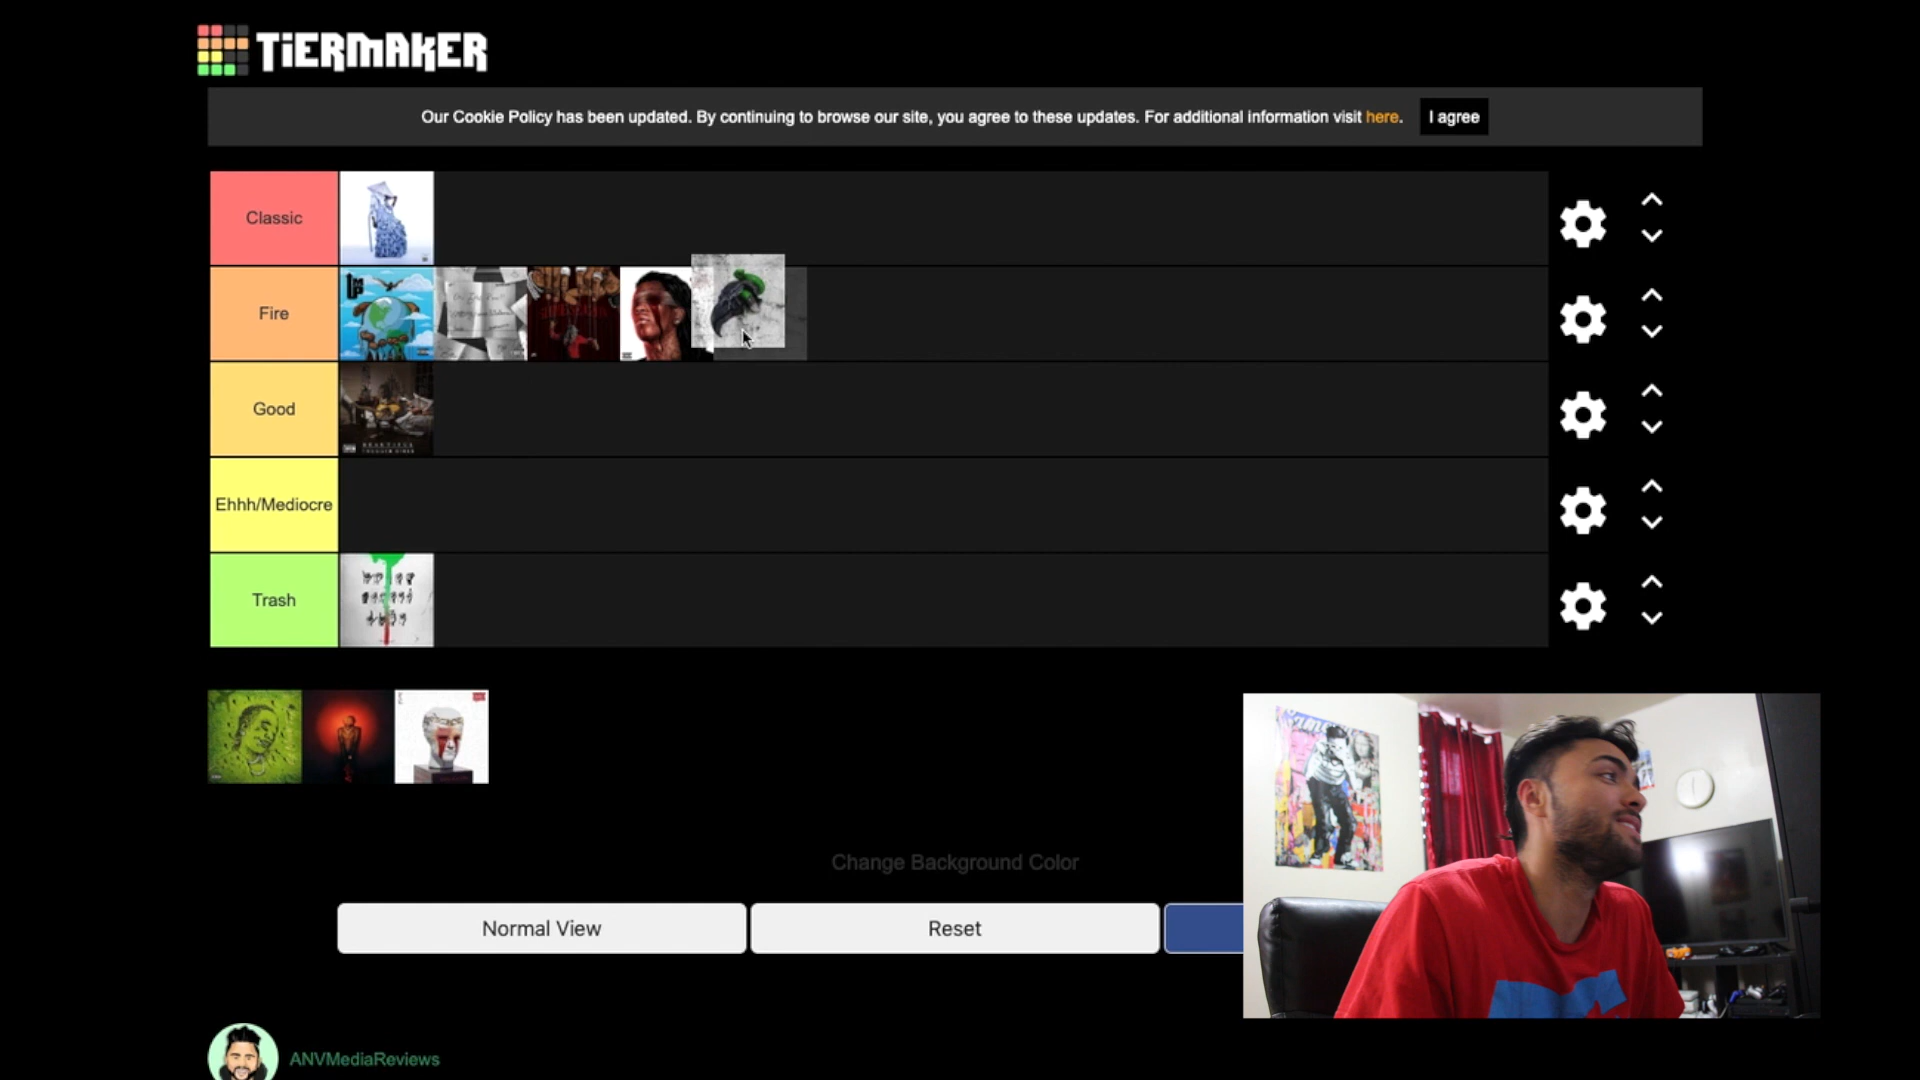 TiERMAKER
Our Cookie Policy has been updated. By continuing to browse our site, you agree to these updates. For additional information visit here.
I agree
Classic
Fire
Good
Ehhh/Mediocre
Trash
Change Background Color
Normal View
Reset
ANVMediaReviews